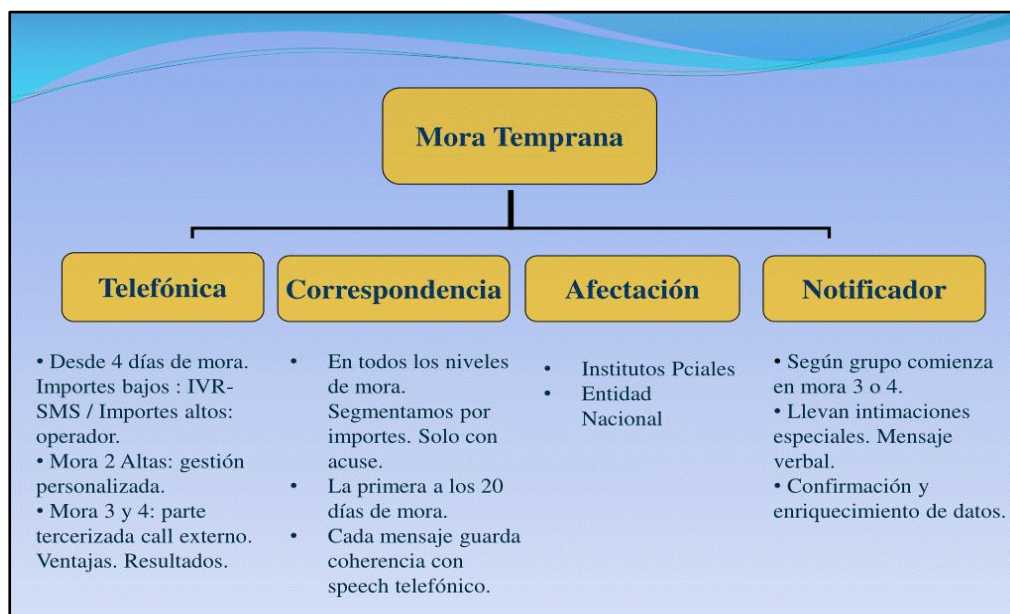 Mora Temprana
Telefónica
• Desde 4 días de mora.
Importes bajos : IVR-
SMS / Importes altos:
operador.
• Mora 2 Altas: gestión
personalizada.
• Mora 3 y 4: parte
tercerizada call externo.
Ventajas. Resultados.
Correspondencia
• En todos los niveles
de mora.
Segmentamos por
importes. Solo con
acuse.
• La primera a los 20
días de mora.
• Cada mensaje guarda
coherencia con
speech telefónico.
Afectación
• Institutos Pciales
• Entidad
Nacional
Notificador
• Según grupo comienza
en mora 3 o 4.
• Llevan intimaciones
especiales. Mensaje
verbal.
• Confirmación y
enriquecimiento de datos.